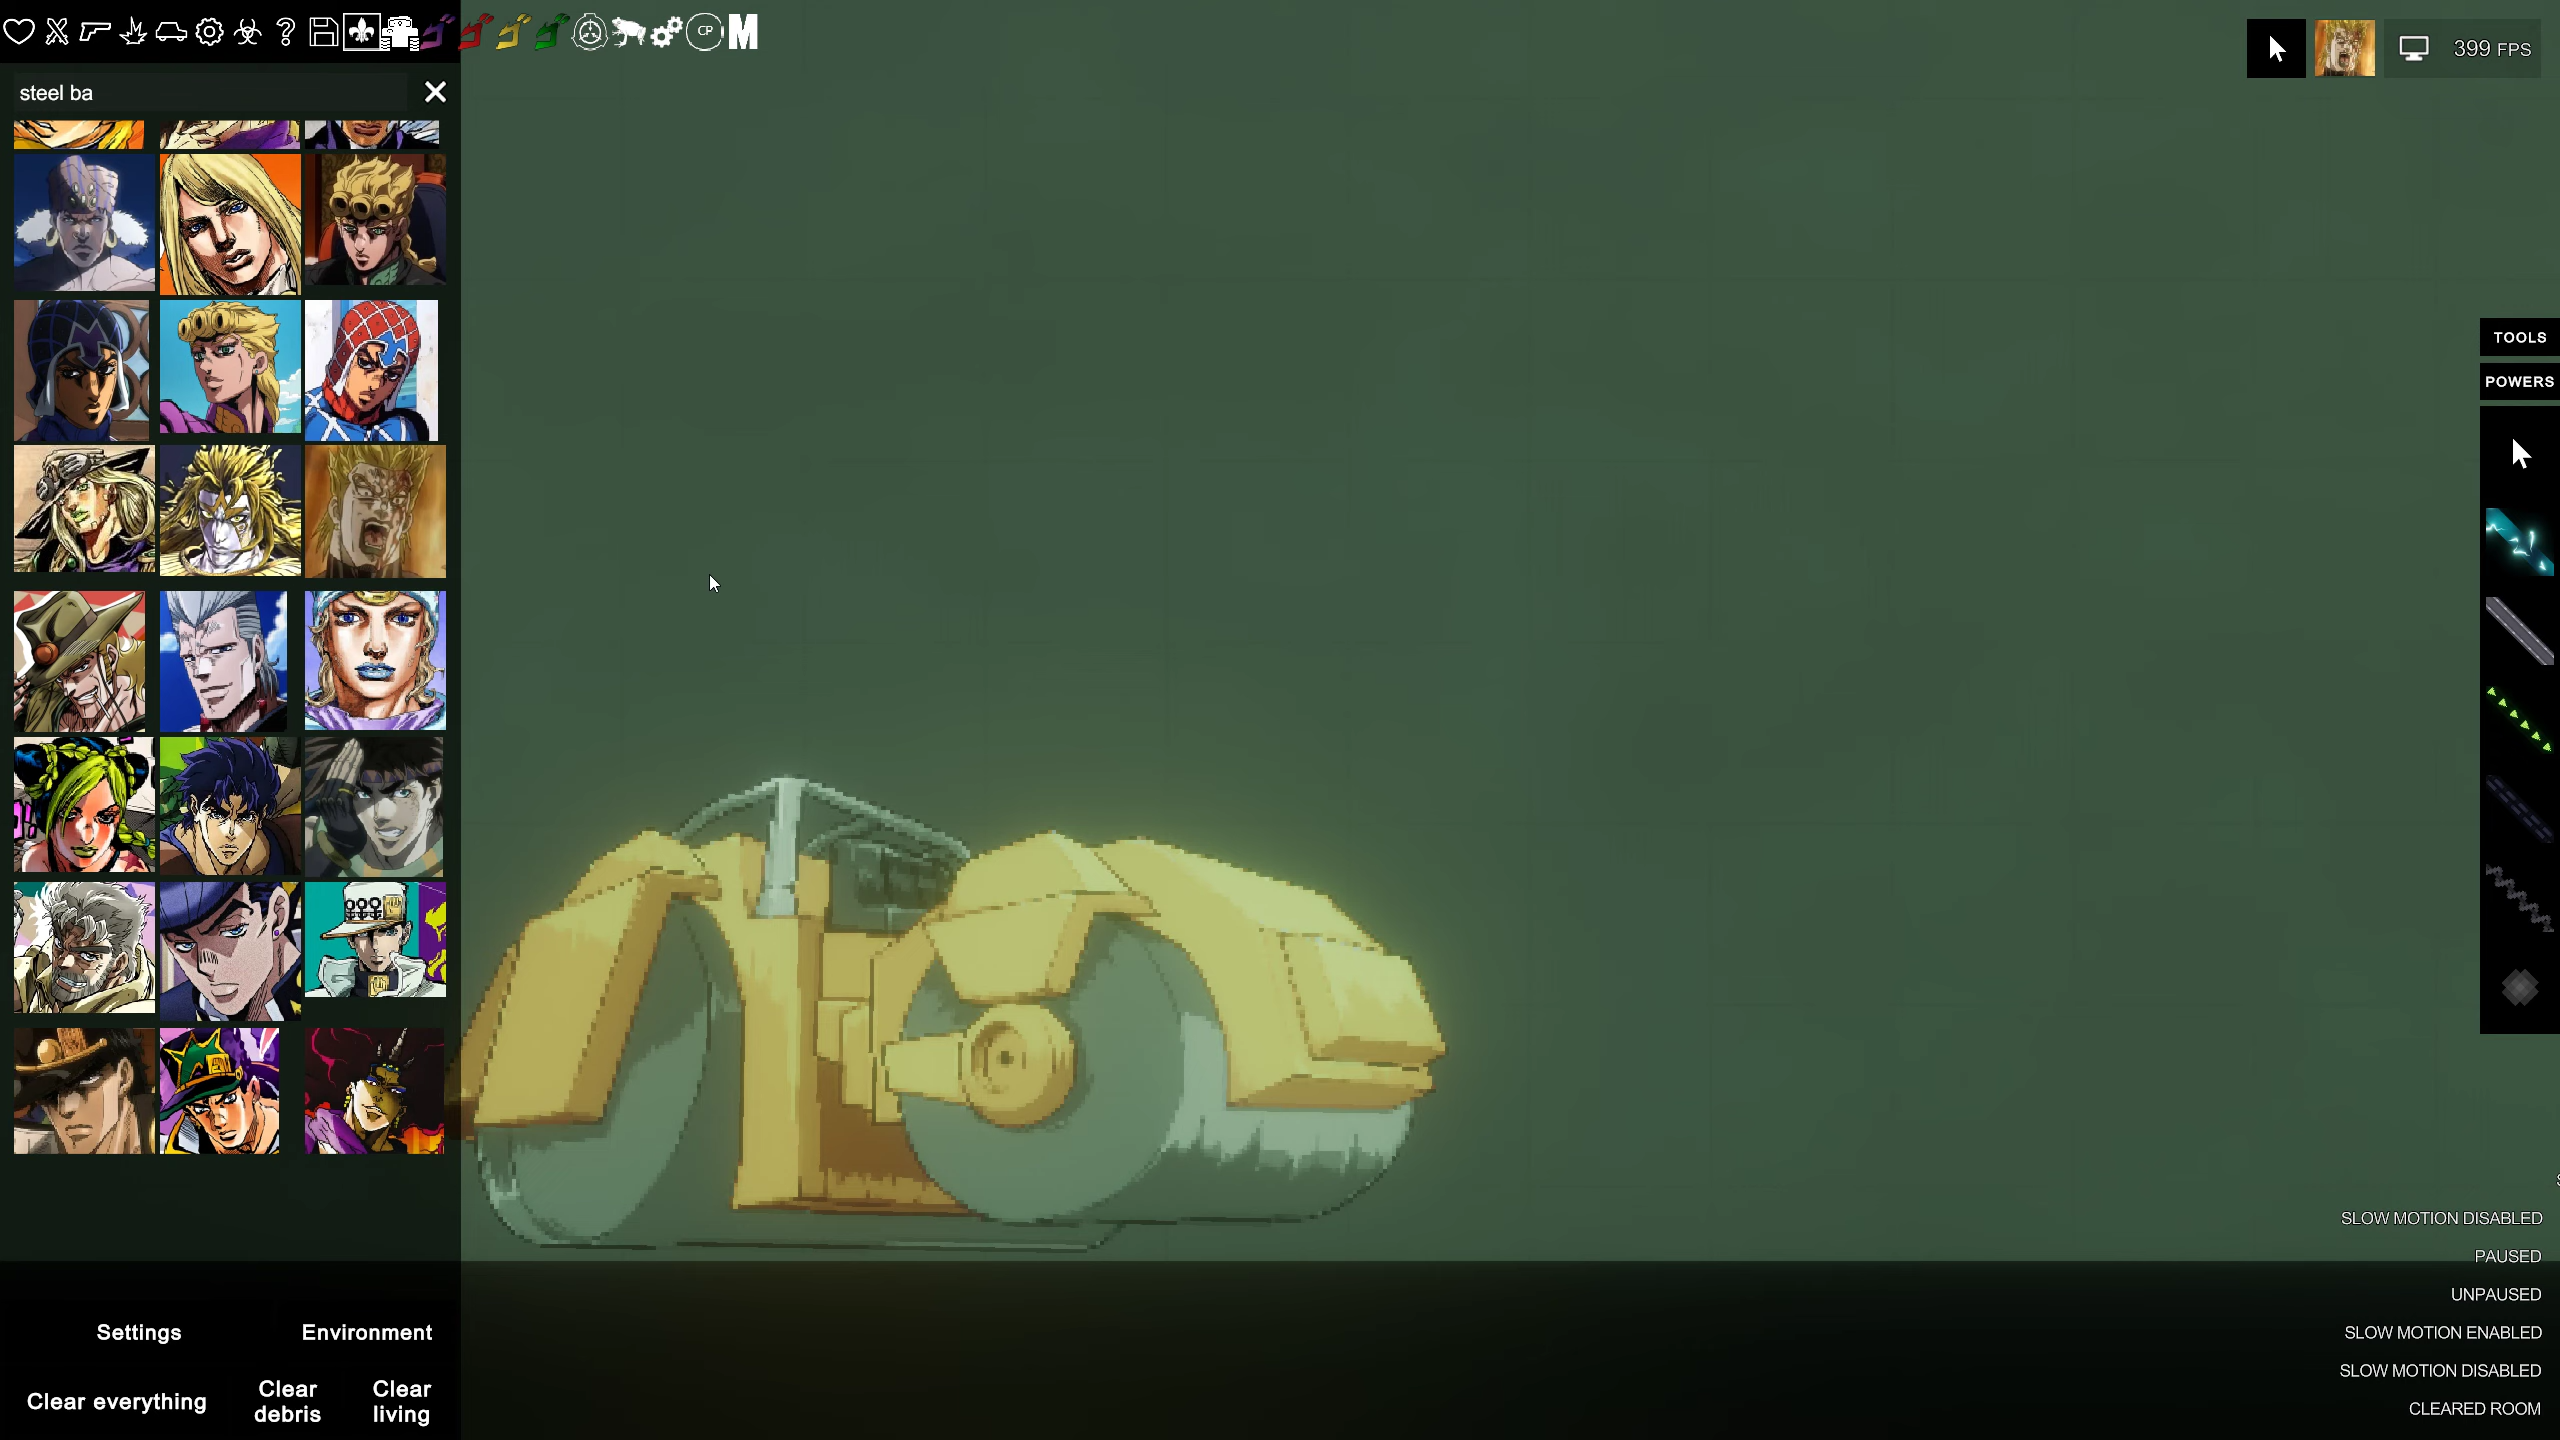 CP
M
399 FPS
steel ba
TOOLS
POWERS
SLOW MOTION DISABLED
PAUSED
UNPAUSED
SLOW MOTION ENABLED
SLOW MOTION DISABLED
CLEARED ROOM
Settings
Environment
Clear everything
Clear
debris
Clear
living